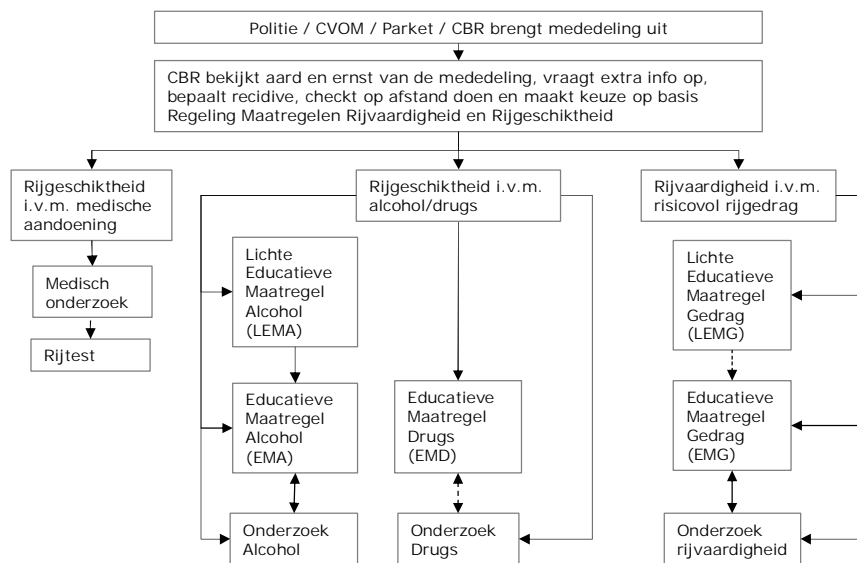 Politie / CVOM / Parket / CBR brengt mededeling uit
CBR bekijkt aard en ernst van de mededeling, vraagt extra info op,
bepaalt recidive, checkt op afstand doen en maakt keuze op basis
Regeling Maatregelen Rijvaardigheid en Rijgeschiktheid
Rijgeschiktheid
i.v.m. medische
aandoening
Rijgeschiktheid i.v.m.
alcohol/drugs
Rijvaardigheid i.v.m.
risicovol rijgedrag
Medisch
onderzoek
Rijtest
Lichte
Educatieve
Maatregel
Alcohol
(LEMA)
Lichte
Educatieve
Maatregel
Gedrag
(LEMG)
Educatieve
Maatregel
Alcohol
(EMA)
Educatieve
Maatregel
Drugs
(EMD)
Educatieve
Maatregel
Gedrag
(EMG)
Onderzoek
Alcohol
Onderzoek
Drugs
Onderzoek
rijvaardigheid